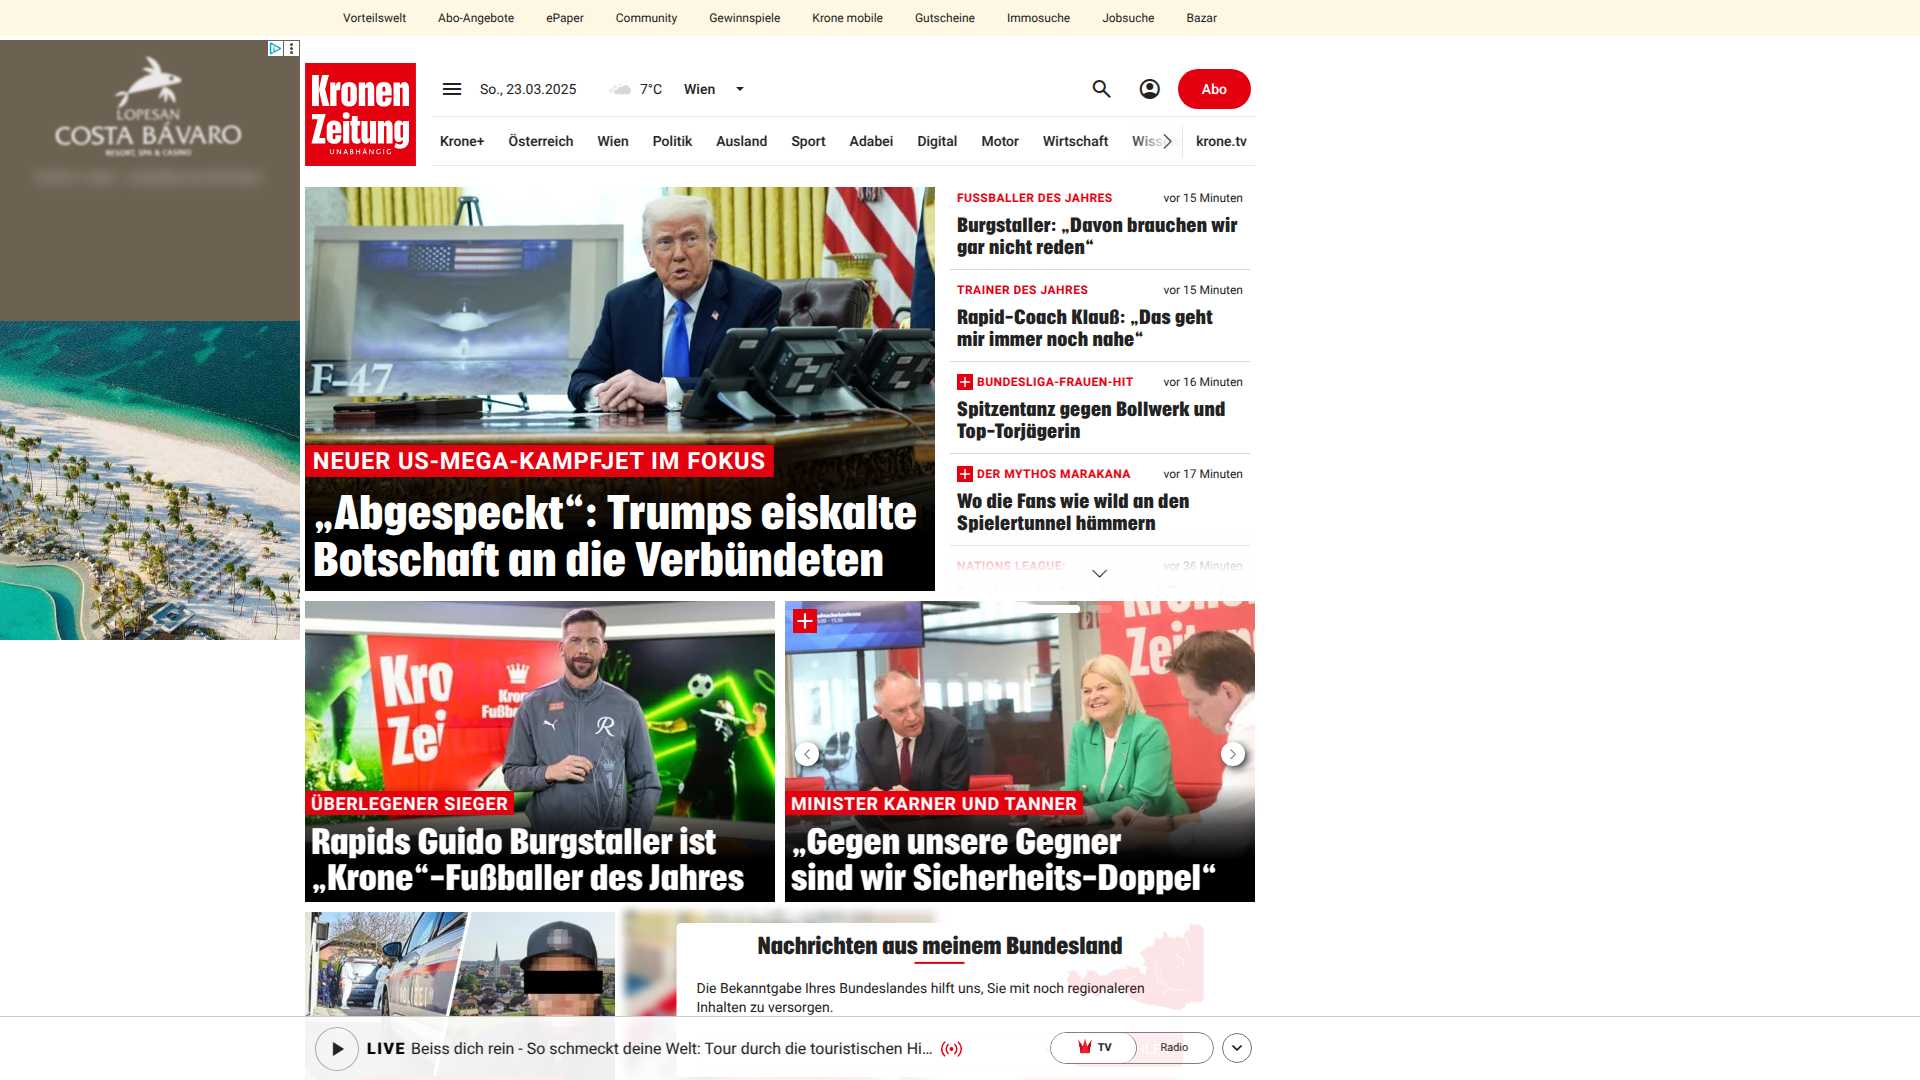 Vorteilswelt
Abo-Angebote
ePaper
Community
Gewinnspiele
Krone mobile
Gutscheine
Immosuche
Jobsuche
Bazar
LOPESAN
COSTA BÁVARO
RESORT, SPA & CASINO
Kronen
Zeitung
UNABHÄNGIG
So., 23.03.2025
7°C
Wien
Abo
Krone+
Österreich
Wien
Politik
Ausland
Sport
Adabei
Digital
Motor
Wirtschaft
Wiss
krone.tv
F-47
NEUER US-MEGA-KAMPFJET IM FOKUS
„Abgespeckt“: Trumps eiskalte
Botschaft an die Verbündeten
FUSSBALLER DES JAHRES
vor 15 Minuten
Burgstaller: „Davon brauchen wir
gar nicht reden“
TRAINER DES JAHRES
vor 15 Minuten
Rapid-Coach Klauß: „Das geht
mir immer noch nahe“
BUNDESLIGA-FRAUEN-HIT
vor 16 Minuten
Spitzentanz gegen Bollwerk und
Top-Torjägerin
DER MYTHOS MARAKANA
vor 17 Minuten
Wo die Fans wie wild an den
Spielertunnel hämmern
NATIONS LEAGUE:
vor 36 Minuten
Kro
Zei
Kron
Fußb
R
1
ÜBERLEGENER SIEGER
Rapids Guido Burgstaller ist
„Krone“-Fußballer des Jahres
Kronen
Zeitung
MINISTER KARNER UND TANNER
„Gegen unsere Gegner
sind wir Sicherheits-Doppel“
Nachrichten aus meinem Bundesland
Die Bekanntgabe Ihres Bundeslandes hilft uns, Sie mit noch regionaleren
Inhalten zu versorgen.
LIVE Beiss dich rein - So schmeckt deine Welt: Tour durch die touristischen Hi...
TV
Radio